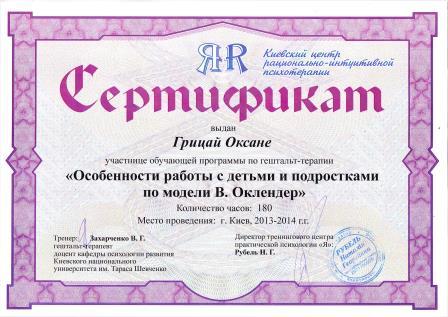 ЯR
Киевский центр
рационально-интуитивной
психотерапии
Сертификат
выдан
Грицай Оксане
участнице обучающей программы по гештальт-терапии
«Особенности работы с детьми и подростками
по модели В. Оклендер»
Количество часов: 180
Место проведения: г. Киев, 2013-2014 г.г.
Тренер: Захарченко В. Г.
гештальт-терапевт
доцент кафедры психологии развития
Киевского национального
университета им. Тараса Шевченко
Директор тренингового центра
практической психологии «Яо»:
Рубель Н. Г.
РУБЕЛЬ